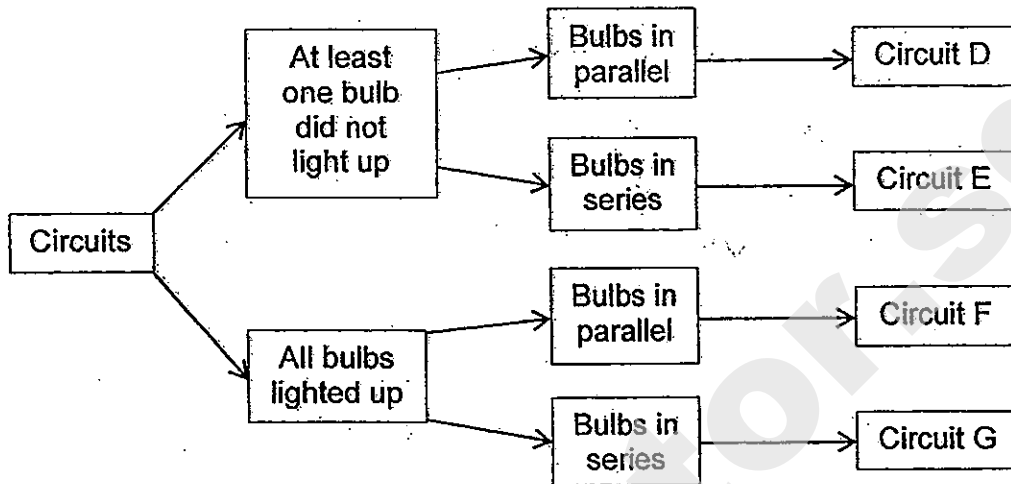 Circuits
At least
one bulb
did not
light up
Bulbs in
parallel
Circuit D
Bulbs in
series
Circuit E
All bulbs
lighted up
Bulbs in
parallel
Circuit F
Bulbs in
series
Circuit G